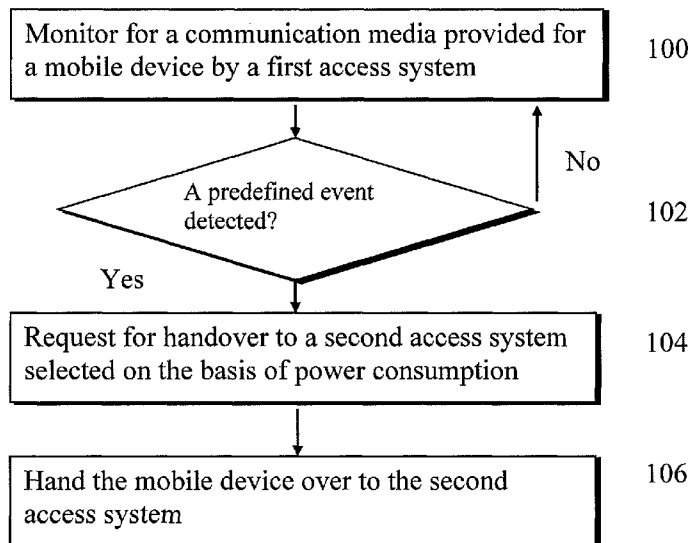 Monitor for a communication media provided for
a mobile device by a first access system
100
No
A predefined event
detected?
102
Yes
Request for handover to a second access system
selected on the basis of power consumption
104
Hand the mobile device over to the second
access system
106